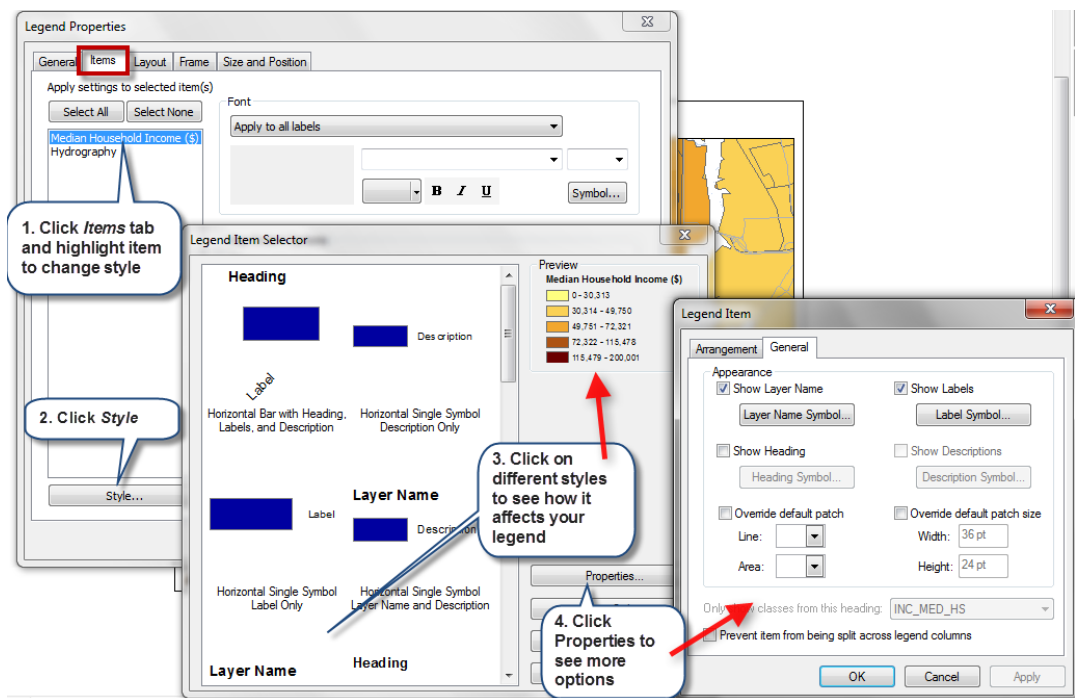 Legend Properties
General
Items
Layout
Frame
Size and Position
Apply settings to selected item(s)
Select All
Select None
Font
Apply to all labels
Median Household Income ($)
Hydrography
B I U
Symbol...
1. Click Items tab
and highlight item
to change style
2. Click Style
Style...
Legend Item Selector
Heading
Description
Label
Horizontal Bar with Heading,
Labels, and Description
Horizontal Single Symbol
Description Only
Label
Layer Name
Horizontal Single Symbol
Label Only
Horizontal Single Symbol
Layer Name and Description
Layer Name
Heading
Preview
Median Household Income ($)
0 - 30,313
30,314 - 49,750
49,751 - 72,321
72,322 - 115,478
115,479 - 200,001
3. Click on
different styles
to see how it
affects your
legend
Properties...
4. Click
Properties to
see more
options
Legend Item
Arrangement
General
Appearance
Show Layer Name
Show Labels
Layer Name Symbol...
Label Symbol...
Show Heading
Show Descriptions
Heading Symbol...
Description Symbol...
Override default patch
Override default patch size
Line:
Width: 36 pt
Area:
Height: 24 pt
classes from this heading: INC_MED_HS
Prevent item from being split across legend columns
OK
Cancel
Apply